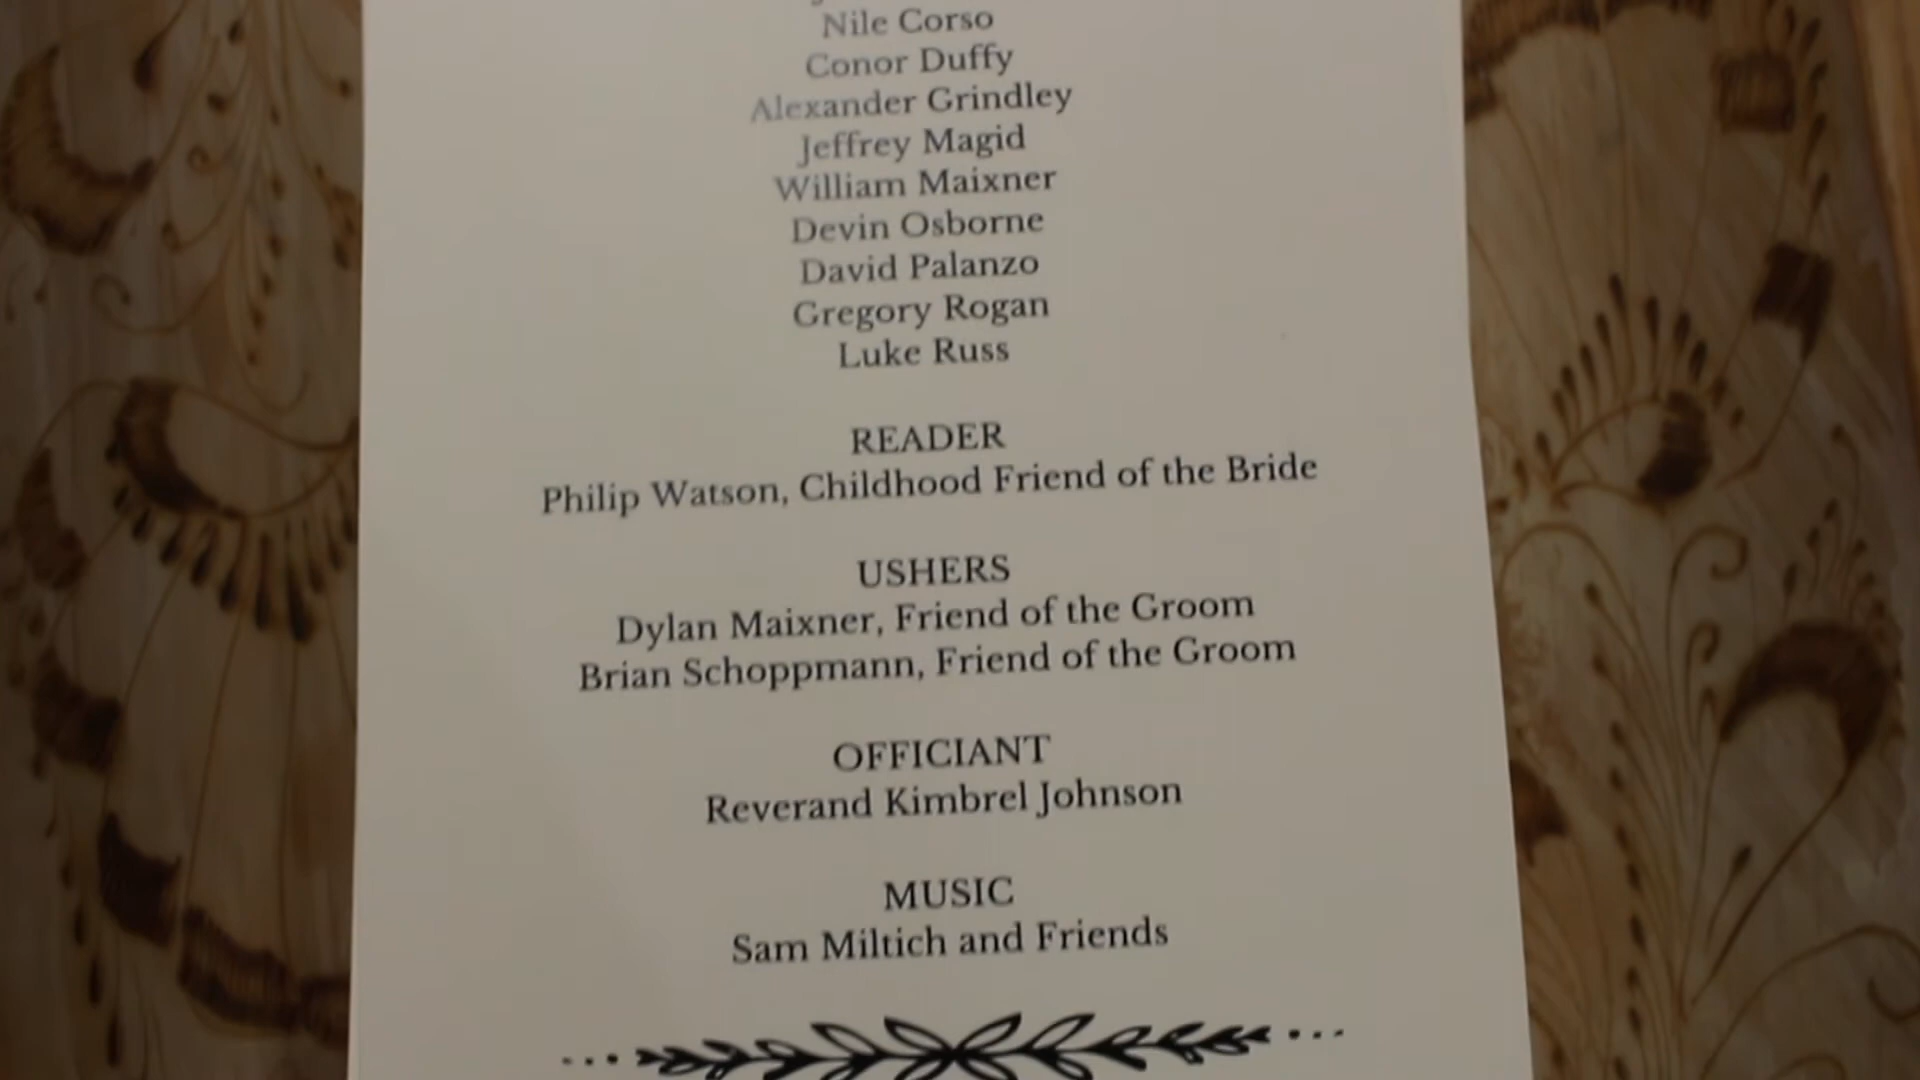 Nile Corso
Conor Duffy
Alexander Grindley
Jeffrey Magid
William Maixner
Devin Osborne
David Palanzo
Gregory Rogan
Luke Russ
READER
Philip Watson, Childhood Friend of the Bride
USHERS
Dylan Maixner, Friend of the Groom
Brian Schoppmann, Friend of the Groom
OFFICIANT
Reverand Kimbrel Johnson
MUSIC
Sam Miltich and Friends